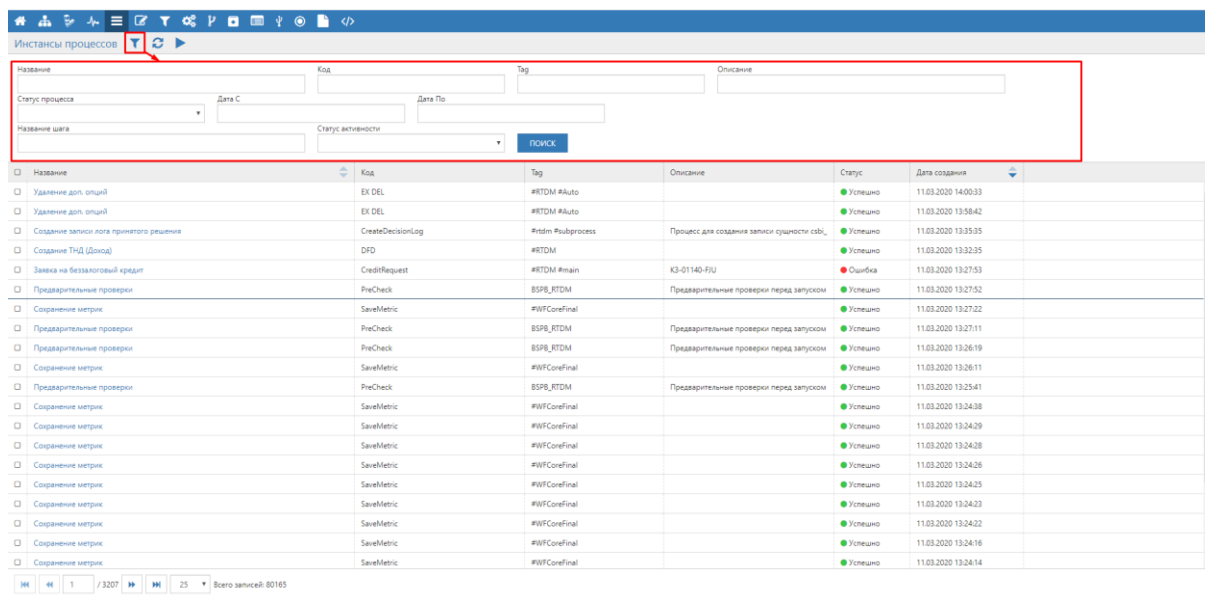 Инстансы процессов
Название Код Tag Описание
Статус процесса Дата С Дата По
Название шага Статус активности ПОИСК
Название Код Tag Описание Статус Дата создания
Удаление доп. опций EX DEL #RTDM #Auto Успешно 11.03.2020 14:00:33
Удаление доп. опций EX DEL #RTDM #Auto Успешно 11.03.2020 13:58:42
Создание записи лога принятого решения CreateDecisionLog #rtdm #subprocess Процесс для создания записи сущности csbi_ Успешно 11.03.2020 13:35:35
Создание ТНД (Доход) DFD #RTDM Успешно 11.03.2020 13:32:35
Заявка на беззалоговый кредит CreditRequest #RTDM #main КЗ-01140-FJU Ошибка 11.03.2020 13:27:53
Предварительные проверки PreCheck BSPB_RTDM Предварительные проверки перед запуском Успешно 11.03.2020 13:27:52
Сохранение метрик SaveMetric #WFCoreFinal Успешно 11.03.2020 13:27:22
Предварительные проверки PreCheck BSPB_RTDM Предварительные проверки перед запуском Успешно 11.03.2020 13:27:11
Предварительные проверки PreCheck BSPB_RTDM Предварительные проверки перед запуском Успешно 11.03.2020 13:26:19
Сохранение метрик SaveMetric #WFCoreFinal Успешно 11.03.2020 13:26:11
Предварительные проверки PreCheck BSPB_RTDM Предварительные проверки перед запуском Успешно 11.03.2020 13:25:41
Сохранение метрик SaveMetric #WFCoreFinal Успешно 11.03.2020 13:24:38
Сохранение метрик SaveMetric #WFCoreFinal Успешно 11.03.2020 13:24:29
Сохранение метрик SaveMetric #WFCoreFinal Успешно 11.03.2020 13:24:28
Сохранение метрик SaveMetric #WFCoreFinal Успешно 11.03.2020 13:24:26
Сохранение метрик SaveMetric #WFCoreFinal Успешно 11.03.2020 13:24:25
Сохранение метрик SaveMetric #WFCoreFinal Успешно 11.03.2020 13:24:23
Сохранение метрик SaveMetric #WFCoreFinal Успешно 11.03.2020 13:24:22
Сохранение метрик SaveMetric #WFCoreFinal Успешно 11.03.2020 13:24:16
Сохранение метрик SaveMetric #WFCoreFinal Успешно 11.03.2020 13:24:14
1 / 3207 25 Всего записей: 80165